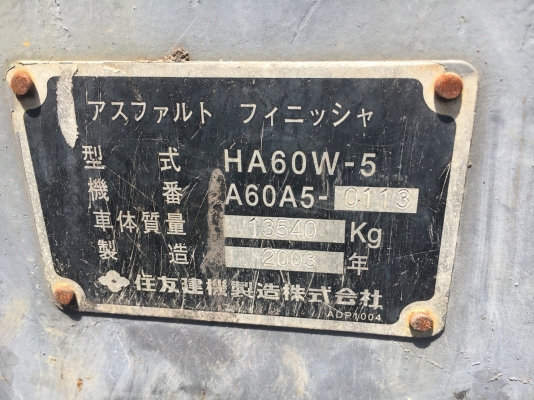 アスファルト フィニッシャ
型式 HA60W-5
機番 A60A5-0113
車体質量 13540 Kg
製造 2003 年
住友建機製造株式会社
ADP1004